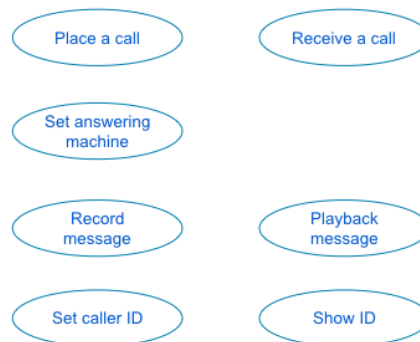 Place a call
Receive a call
Set answering
machine
Record
message
Playback
message
Set caller ID
Show ID